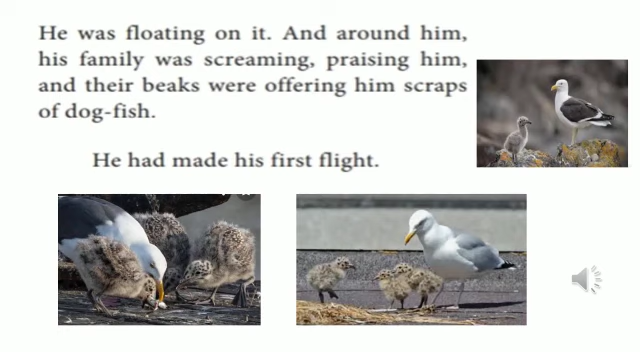 He was floating on it. And around him,
his family was screaming, praising him,
and their beaks were offering him scraps
of dog-fish.
He had made his first flight.